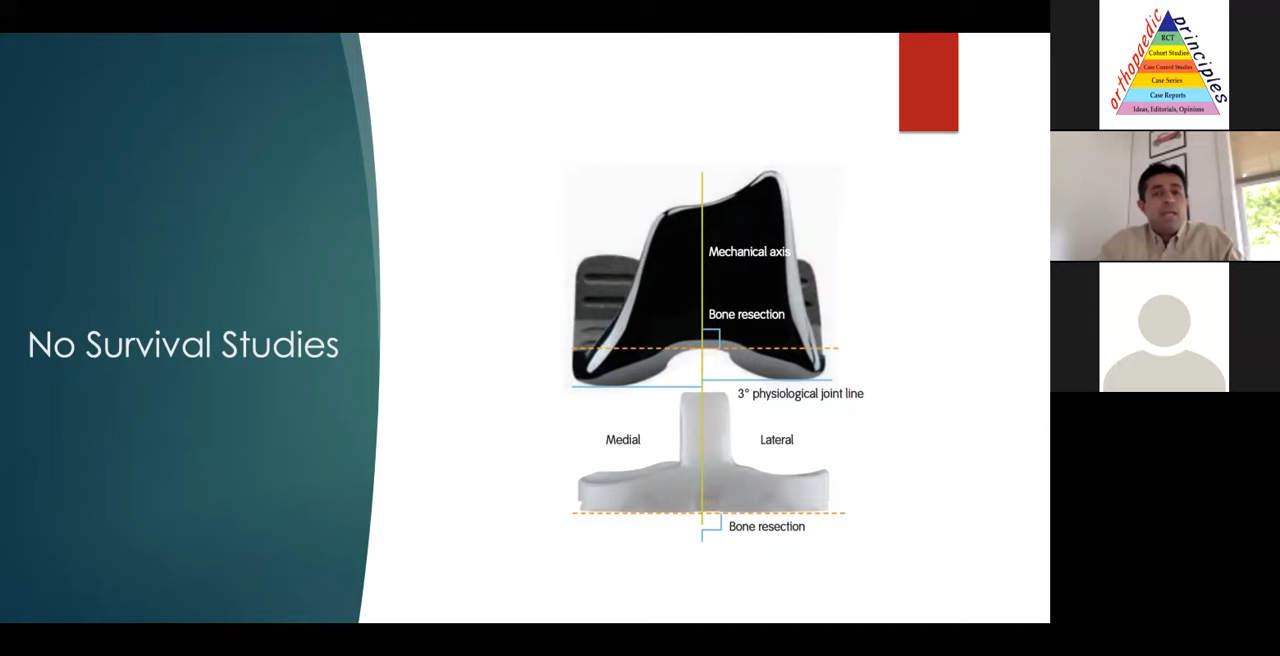 No Survival Studies
Mechanical axis
Bone resection
3° physiological joint line
Medial
Lateral
Bone resection
orthopaedic
principles
RCT
Cohort Studies
Case Control Studies
Case Series
Case Reports
Ideas, Editorials, Opinions